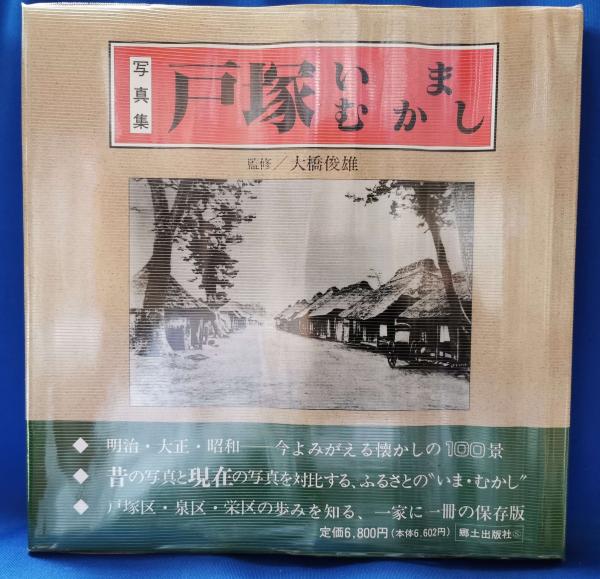 写真集
戸塚
いま
むかし
監修／大橋俊雄
◆ 明治・大正・昭和——今よみがえる懐かしの100景
◆ 昔の写真と現在の写真を対比する、ふるさとの“いま・むかし”
◆ 戸塚区・泉区・栄区の歩みを知る、一家に一冊の保存版
定価6,800円（本体6,602円） 郷土出版社Ⓢ